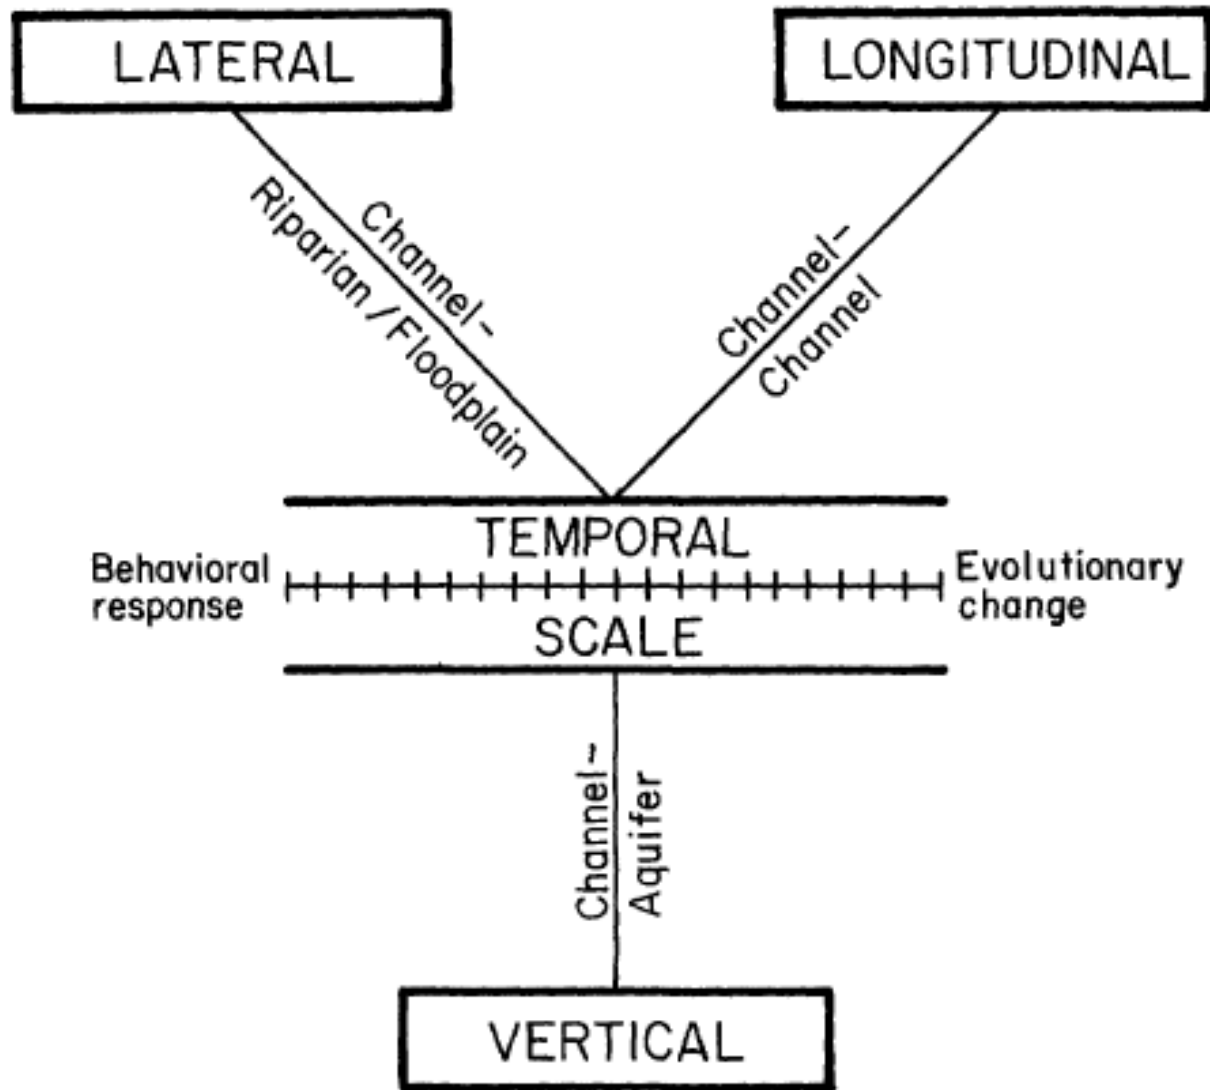 LATERAL
LONGITUDINAL
Channel-
Riparian/Floodplain
Channel-
Channel
TEMPORAL
Behavioral
response
Evolutionary
change
SCALE
Channel-
Aquifer
VERTICAL